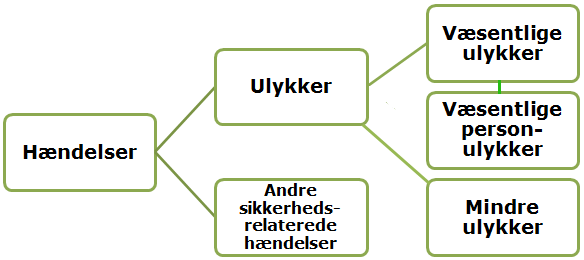 Hændelser
Ulykker
Andre
sikkerheds-
relaterede
hændelser
Væsentlige
ulykker
Væsentlige
person-
ulykker
Mindre
ulykker